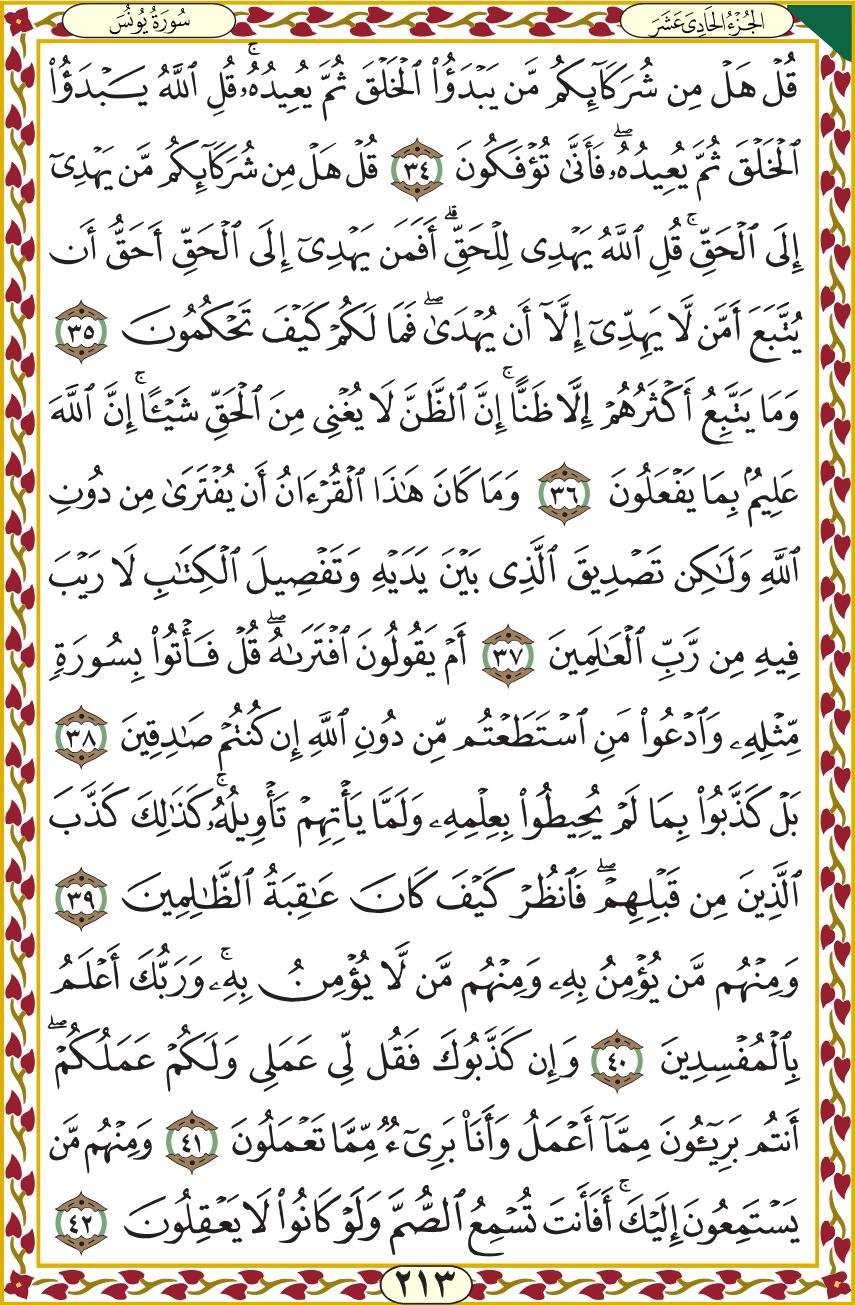 الجُزْءُ الحَادِيَ عَشَرَ
سُورَةُ يُونُسَ
قُلْ هَلْ مِن شُرَكَآئِكُم مَّن يَبْدَؤُا۟ ٱلْخَلْقَ ثُمَّ يُعِيدُهُۥ ۚ قُلِ ٱللَّهُ يَبْدَؤُا۟
ٱلْخَلْقَ ثُمَّ يُعِيدُهُۥ ۖ فَأَنَّىٰ تُؤْفَكُونَ ٣٤ قُلْ هَلْ مِن شُرَكَآئِكُم مَّن يَهْدِىٓ
إِلَى ٱلْحَقِّ ۚ قُلِ ٱللَّهُ يَهْدِى لِلْحَقِّ ۗ أَفَمَن يَهْدِىٓ إِلَى ٱلْحَقِّ أَحَقُّ أَن
يُتَّبَعَ أَمَّن لَّا يَهِدِّىٓ إِلَّآ أَن يُهْدَىٰ ۖ فَمَا لَكُمْ كَيْفَ تَحْكُمُونَ ٣٥
وَمَا يَتَّبِعُ أَكْثَرُهُمْ إِلَّا ظَنًّا ۚ إِنَّ ٱلظَّنَّ لَا يُغْنِى مِنَ ٱلْحَقِّ شَيْـًٔا ۚ إِنَّ ٱللَّهَ
عَلِيمٌۢ بِمَا يَفْعَلُونَ ٣٦ وَمَا كَانَ هَـٰذَا ٱلْقُرْءَانُ أَن يُفْتَرَىٰ مِن دُونِ
ٱللَّهِ وَلَـٰكِن تَصْدِيقَ ٱلَّذِى بَيْنَ يَدَيْهِ وَتَفْصِيلَ ٱلْكِتَـٰبِ لَا رَيْبَ
فِيهِ مِن رَّبِّ ٱلْعَـٰلَمِينَ ٣٧ أَمْ يَقُولُونَ ٱفْتَرَىٰهُ ۖ قُلْ فَأْتُوا۟ بِسُورَةٍ
مِّثْلِهِۦ وَٱدْعُوا۟ مَنِ ٱسْتَطَعْتُم مِّن دُونِ ٱللَّهِ إِن كُنتُمْ صَـٰدِقِينَ ٣٨
بَلْ كَذَّبُوا۟ بِمَا لَمْ يُحِيطُوا۟ بِعِلْمِهِۦ وَلَمَّا يَأْتِهِمْ تَأْوِيلُهُۥ ۚ كَذَٰلِكَ كَذَّبَ
ٱلَّذِينَ مِن قَبْلِهِمْ ۖ فَٱنظُرْ كَيْفَ كَانَ عَـٰقِبَةُ ٱلظَّـٰلِمِينَ ٣٩
وَمِنْهُم مَّن يُؤْمِنُ بِهِۦ وَمِنْهُم مَّن لَّا يُؤْمِنُ بِهِۦ ۚ وَرَبُّكَ أَعْلَمُ
بِٱلْمُفْسِدِينَ ٤٠ وَإِن كَذَّبُوكَ فَقُل لِّى عَمَلِى وَلَكُمْ عَمَلُكُمْ ۖ
أَنتُم بَرِيٓـُٔونَ مِمَّآ أَعْمَلُ وَأَنَا۠ بَرِىٓءٌ مِّمَّا تَعْمَلُونَ ٤١ وَمِنْهُم مَّن
يَسْتَمِعُونَ إِلَيْكَ ۚ أَفَأَنتَ تُسْمِعُ ٱلصُّمَّ وَلَوْ كَانُوا۟ لَا يَعْقِلُونَ ٤٢
٢١٣